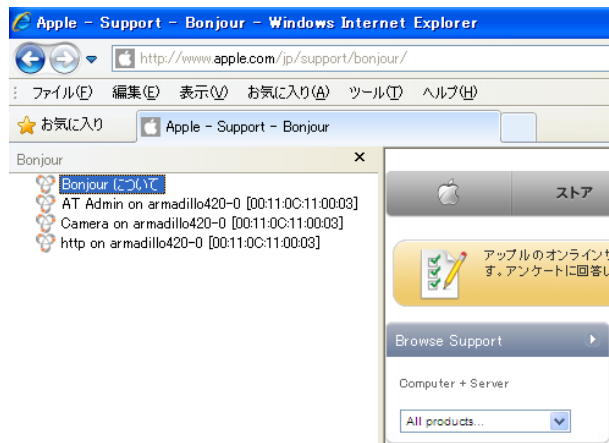 Apple - Support - Bonjour - Windows Internet Explorer
http://www.apple.com/jp/support/bonjour/
ファイル(F) 編集(E) 表示(V) お気に入り(A) ツール(T) ヘルプ(H)
お気に入り Apple - Support - Bonjour
Bonjour x
Bonjour について
AT Admin on armadillo420-0 [00:11:0C:11:00:03]
Camera on armadillo420-0 [00:11:0C:11:00:03]
http on armadillo420-0 [00:11:0C:11:00:03]
ストア
アップルのオンラインサ
す。アンケートに回答し
Browse Support
Computer + Server
All products...